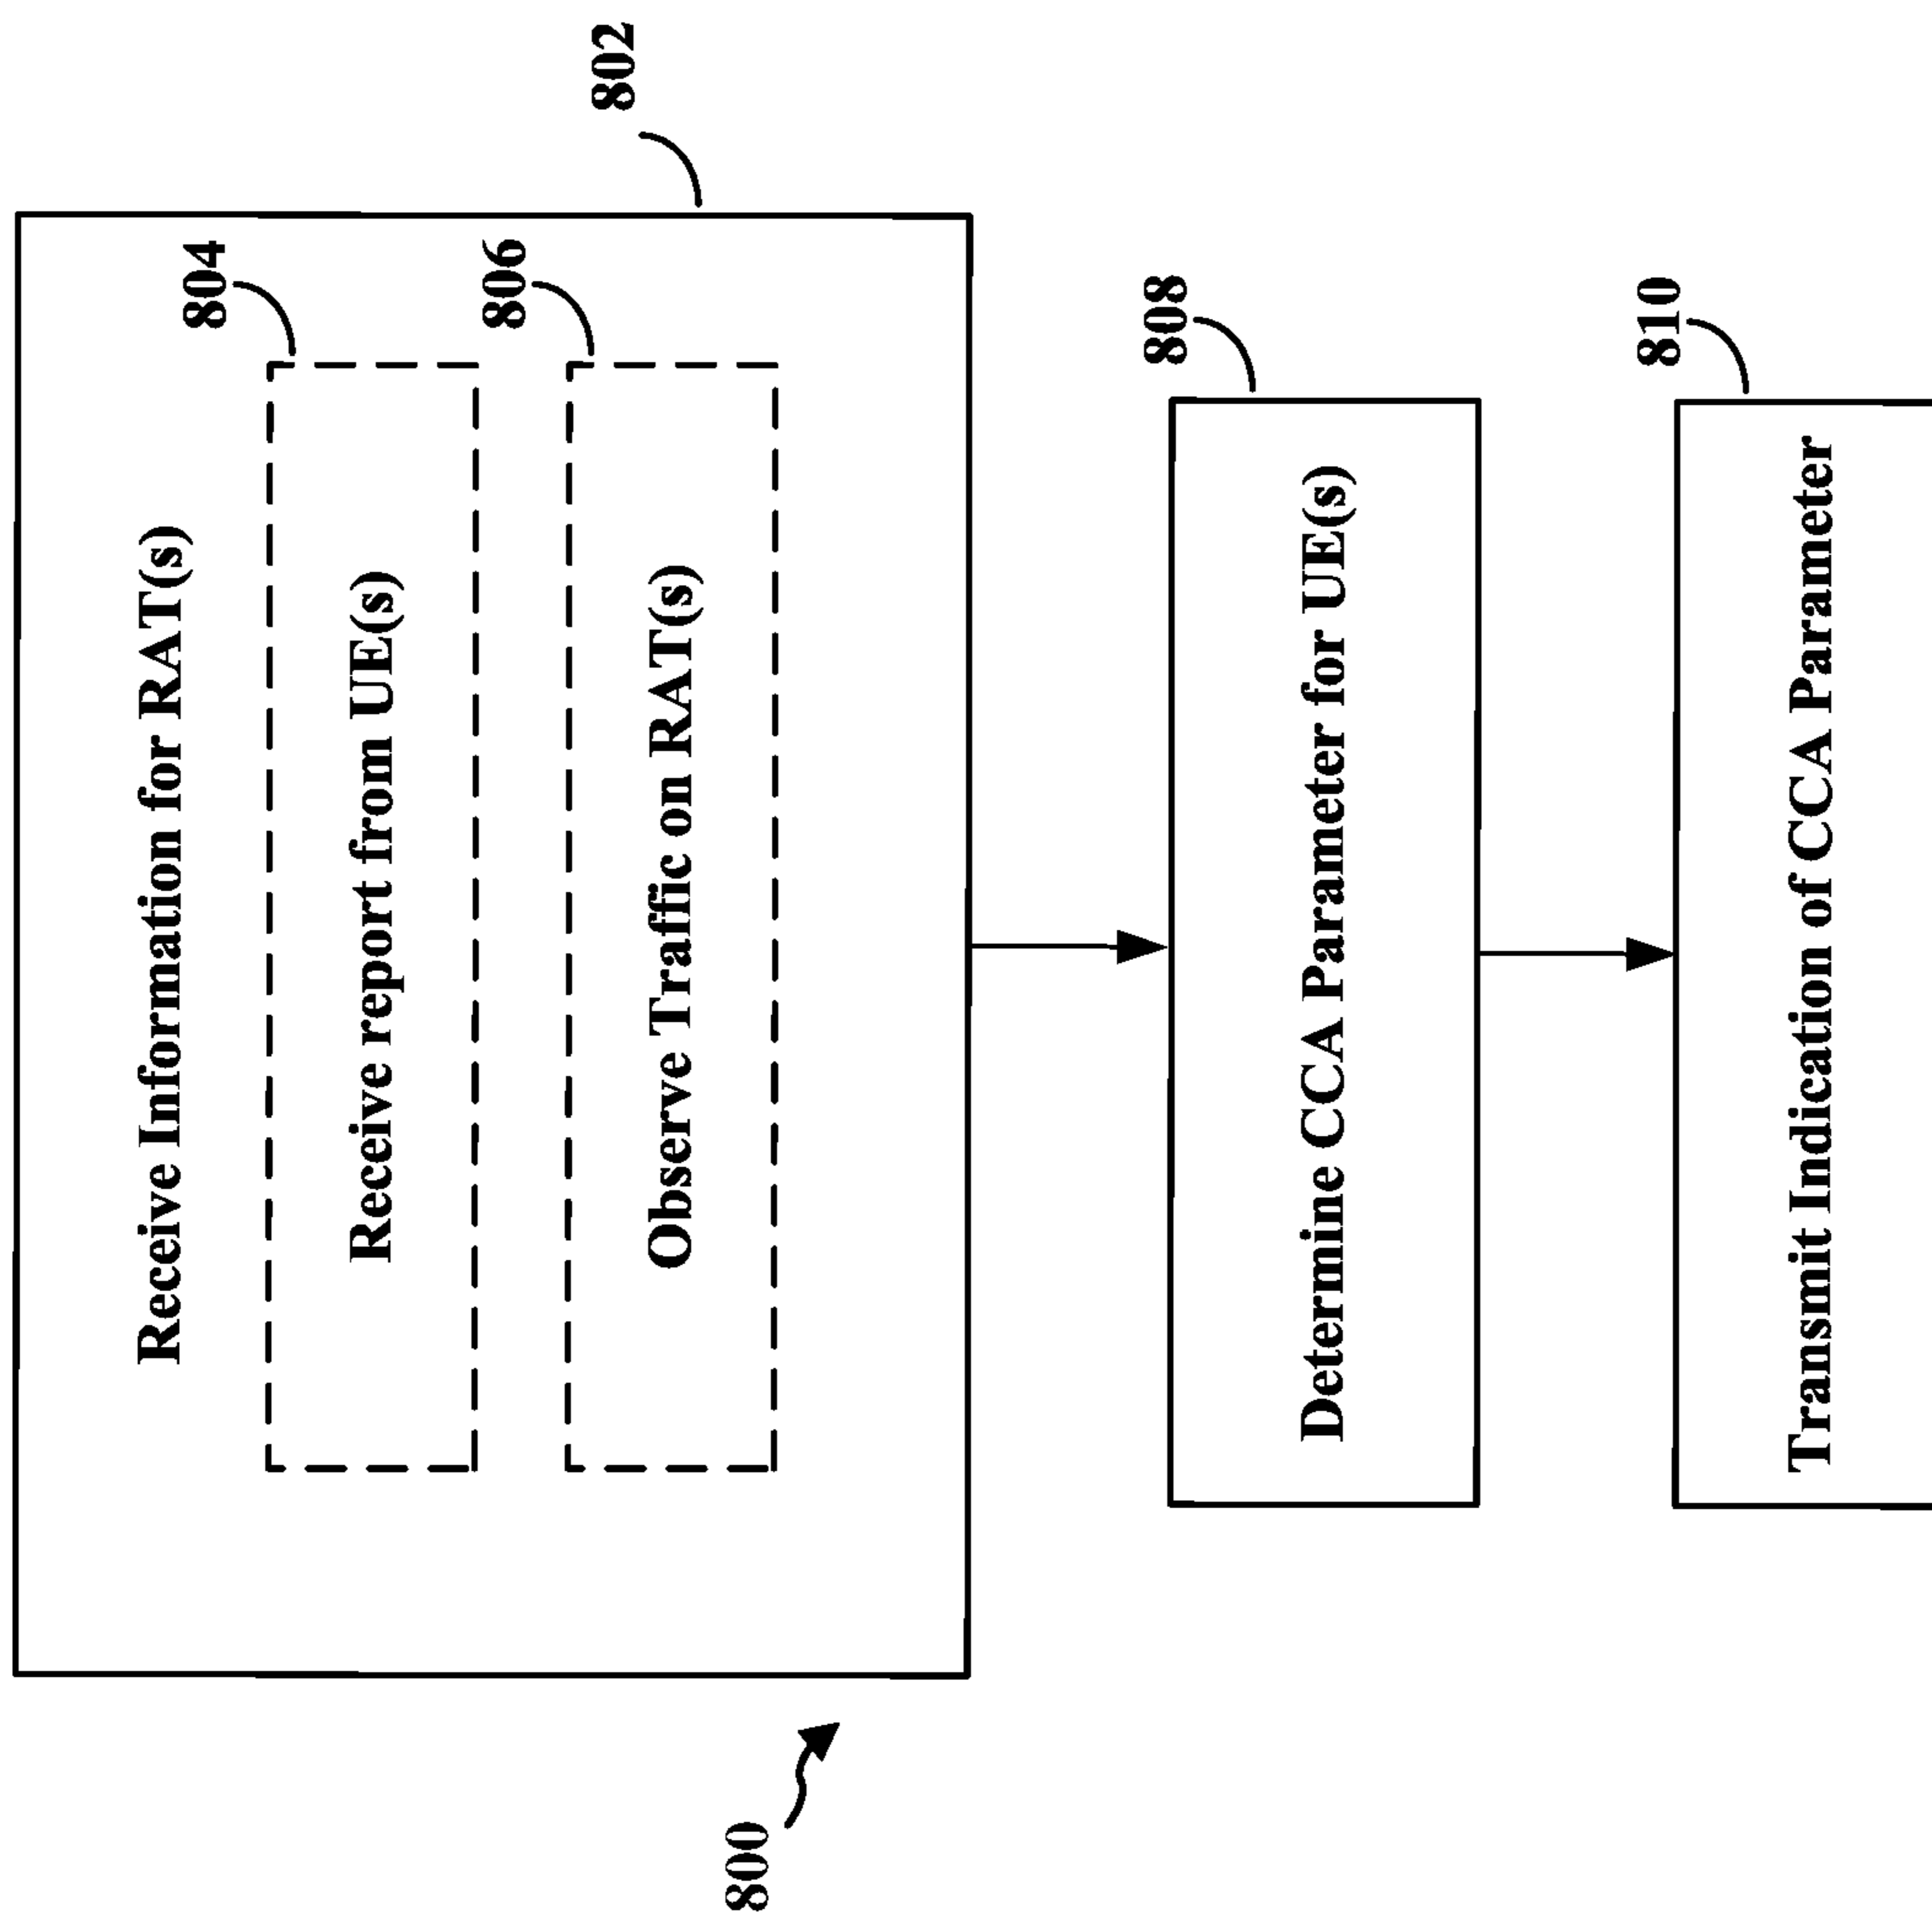 802
Receive Information for RAT(s)
804
Receive report from UE(s)
806
Observe Traffic on RAT(s)
800
808
Determine CCA Parameter for UE(s)
810
Transmit Indication of CCA Parameter